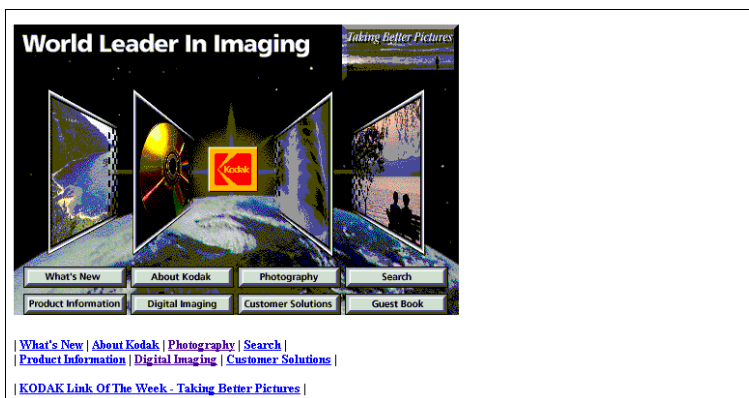 World Leader In Imaging
Taking Better Pictures
Kodak
What's New About Kodak Photography Search
Product Information Digital Imaging Customer Solutions Guest Book
| What's New | About Kodak | Photography | Search |
| Product Information | Digital Imaging | Customer Solutions |
| KODAK Link Of The Week - Taking Better Pictures |